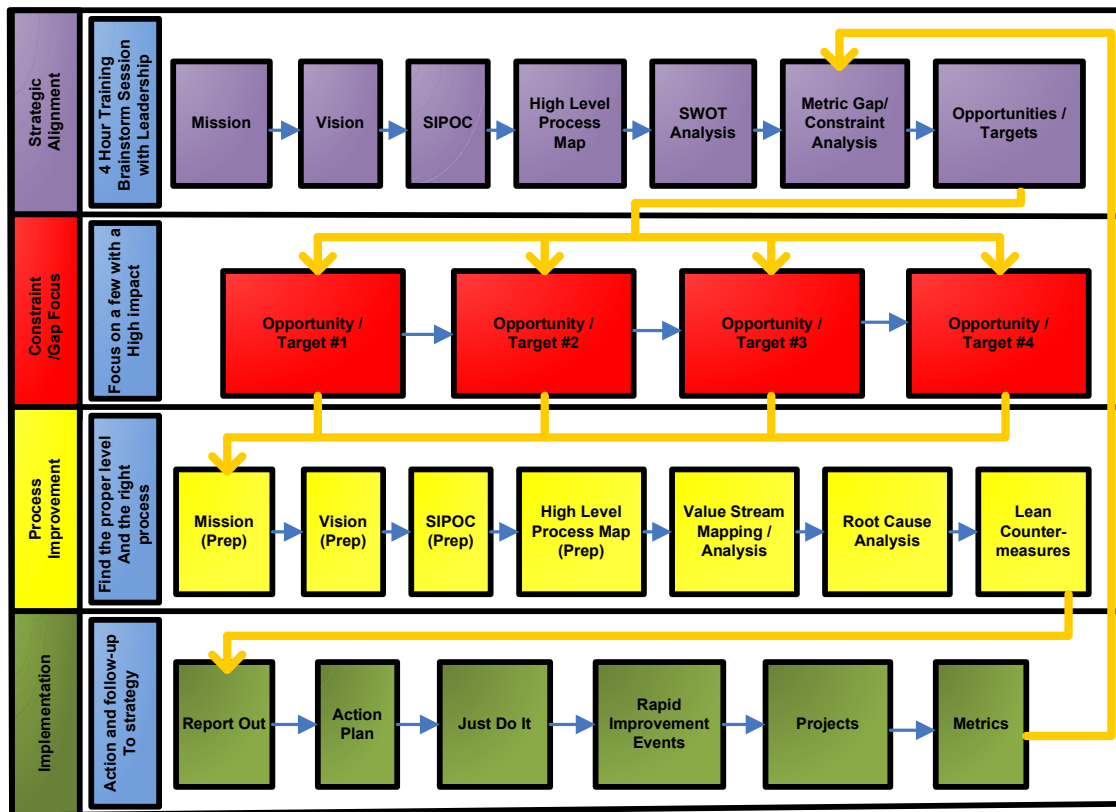 Strategic
Alignment
4 Hour Training
Brainstorm Session
with Leadership
Mission
Vision
SIPOC
High Level
Process
Map
SWOT
Analysis
Metric Gap/
Constraint
Analysis
Opportunities /
Targets
Constraint
/Gap Focus
Focus on a few with a
High impact
Opportunity /
Target #1
Opportunity /
Target #2
Opportunity /
Target #3
Opportunity /
Target #4
Process
Improvement
Find the proper level
And the right
process
Mission
(Prep)
Vision
(Prep)
SIPOC
(Prep)
High Level
Process Map
(Prep)
Value Stream
Mapping /
Analysis
Root Cause
Analysis
Lean
Counter-
measures
Implementation
Action and follow-up
To strategy
Report Out
Action
Plan
Just Do It
Rapid
Improvement
Events
Projects
Metrics